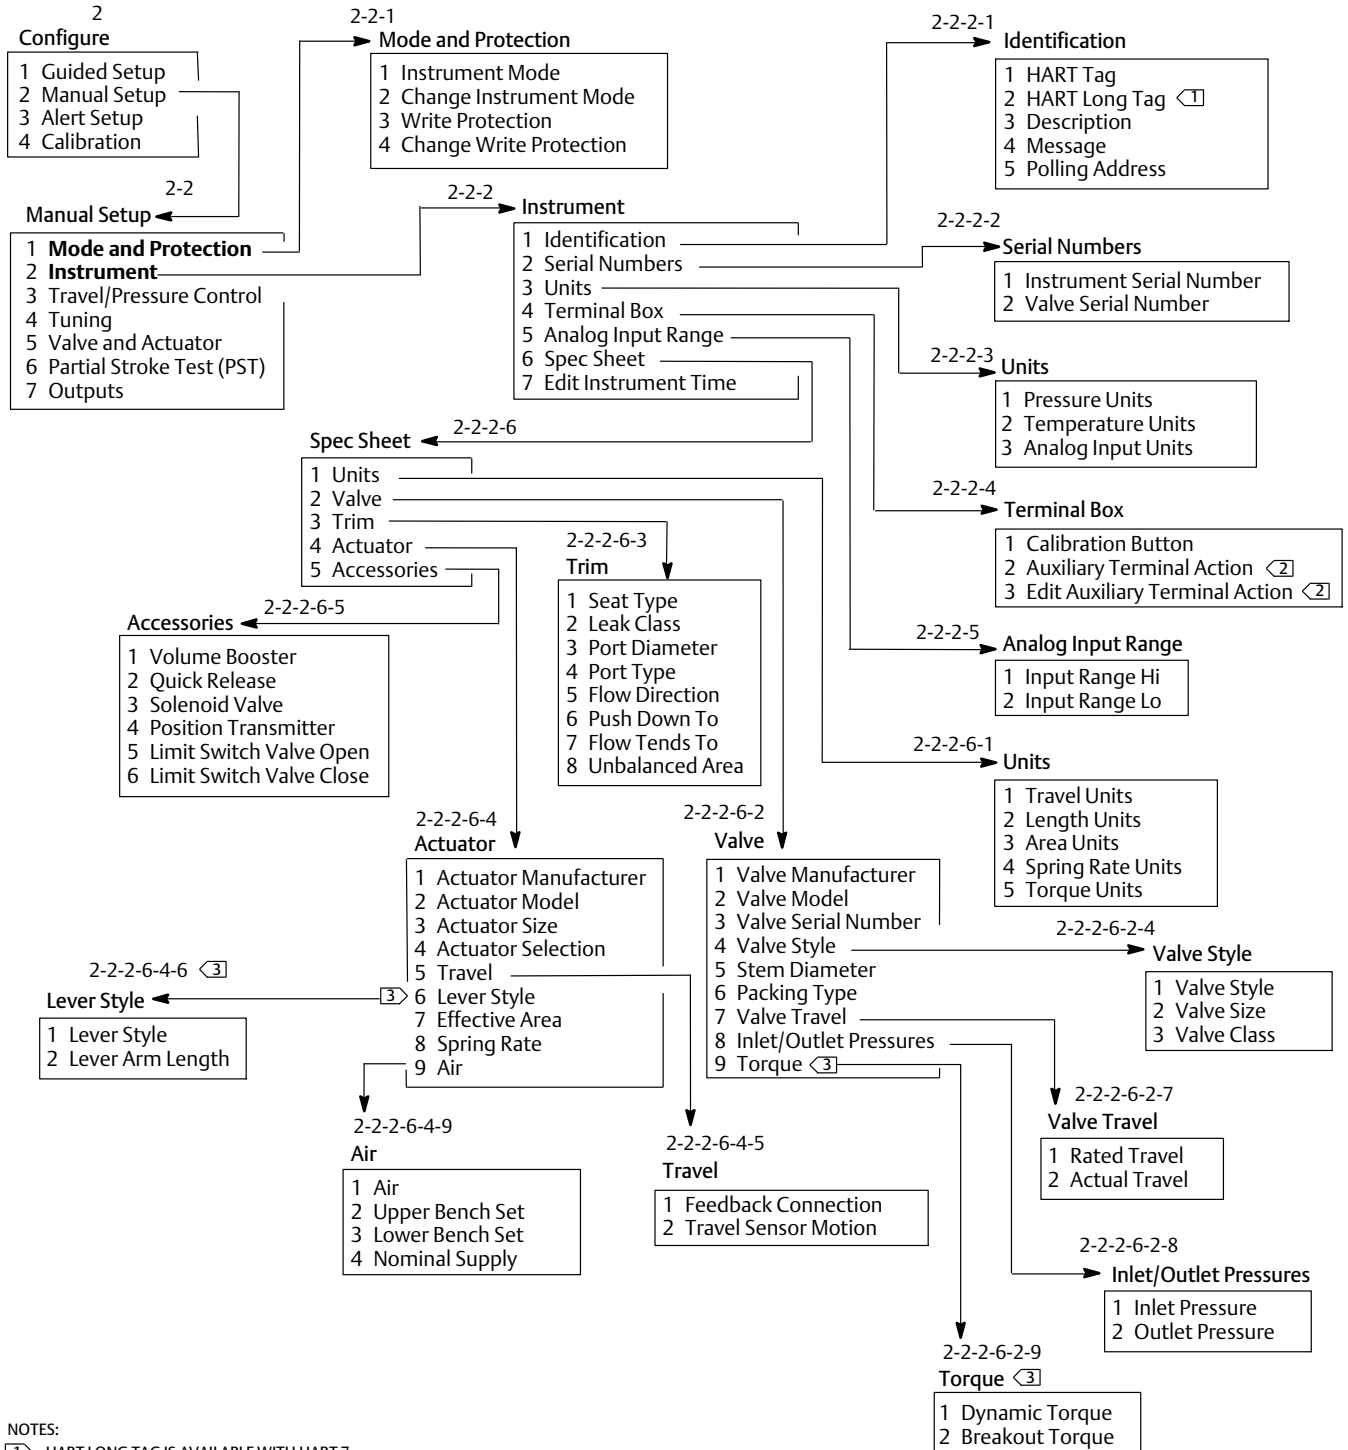 2
Configure
1 Guided Setup
2 Manual Setup
3 Alert Setup
4 Calibration
2-2-1
Mode and Protection
1 Instrument Mode
2 Change Instrument Mode
3 Write Protection
4 Change Write Protection
2-2-2-1
Identification
1 HART Tag
2 HART Long Tag 1
3 Description
4 Message
5 Polling Address
2-2
Manual Setup
1 Mode and Protection
2 Instrument
3 Travel/Pressure Control
4 Tuning
5 Valve and Actuator
6 Partial Stroke Test (PST)
7 Outputs
2-2-2
Instrument
1 Identification
2 Serial Numbers
3 Units
4 Terminal Box
5 Analog Input Range
6 Spec Sheet
7 Edit Instrument Time
2-2-2-2
Serial Numbers
1 Instrument Serial Number
2 Valve Serial Number
2-2-2-3
Units
1 Pressure Units
2 Temperature Units
3 Analog Input Units
2-2-2-4
Terminal Box
1 Calibration Button
2 Auxiliary Terminal Action 2
3 Edit Auxiliary Terminal Action 2
2-2-2-5
Analog Input Range
1 Input Range Hi
2 Input Range Lo
2-2-2-6
Spec Sheet
1 Units
2 Valve
3 Trim
4 Actuator
5 Accessories
2-2-2-6-5
Accessories
1 Volume Booster
2 Quick Release
3 Solenoid Valve
4 Position Transmitter
5 Limit Switch Valve Open
6 Limit Switch Valve Close
2-2-2-6-3
Trim
1 Seat Type
2 Leak Class
3 Port Diameter
4 Port Type
5 Flow Direction
6 Push Down To
7 Flow Tends To
8 Unbalanced Area
2-2-2-6-1
Units
1 Travel Units
2 Length Units
3 Area Units
4 Spring Rate Units
5 Torque Units
2-2-2-6-4
Actuator
1 Actuator Manufacturer
2 Actuator Model
3 Actuator Size
4 Actuator Selection
5 Travel
3 6 Lever Style
7 Effective Area
8 Spring Rate
9 Air
2-2-2-6-2
Valve
1 Valve Manufacturer
2 Valve Model
3 Valve Serial Number
4 Valve Style
5 Stem Diameter
6 Packing Type
7 Valve Travel
8 Inlet/Outlet Pressures
9 Torque 3
2-2-2-6-2-4
Valve Style
1 Valve Style
2 Valve Size
3 Valve Class
2-2-2-6-4-6 3
Lever Style
1 Lever Style
2 Lever Arm Length
2-2-2-6-4-9
Air
1 Air
2 Upper Bench Set
3 Lower Bench Set
4 Nominal Supply
2-2-2-6-4-5
Travel
1 Feedback Connection
2 Travel Sensor Motion
2-2-2-6-2-7
Valve Travel
1 Rated Travel
2 Actual Travel
2-2-2-6-2-8
Inlet/Outlet Pressures
1 Inlet Pressure
2 Outlet Pressure
2-2-2-6-2-9
Torque 3
1 Dynamic Torque
2 Breakout Torque
NOTES:
1 HART LONG TAG IS AVAILABLE WITH HART 7